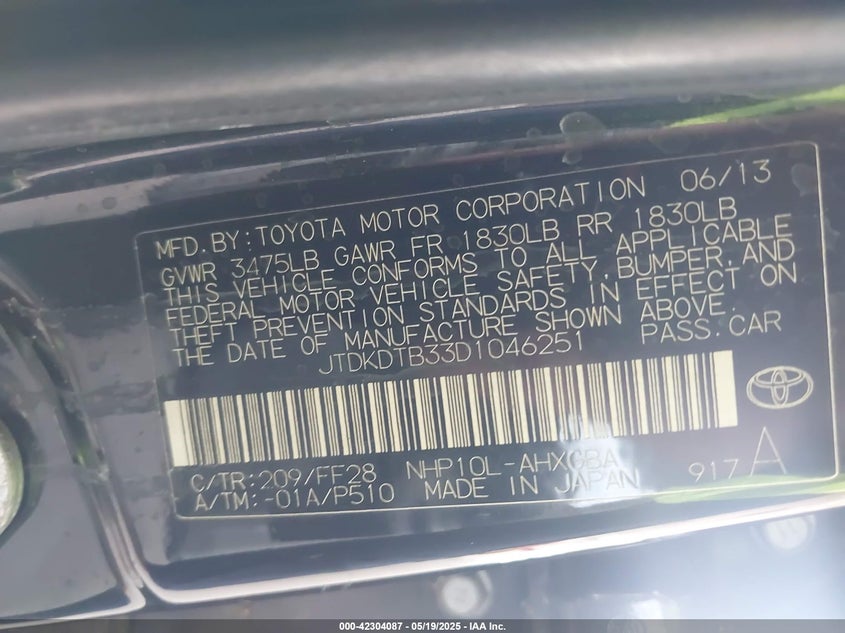 MFD. BY: TOYOTA MOTOR CORPORATION 06/13
GVWR 3475LB GAWR FR 1830LB RR 1830LB
THIS VEHICLE CONFORMS TO ALL APPLICABLE
FEDERAL MOTOR VEHICLE SAFETY, BUMPER, AND
THEFT PREVENTION STANDARDS IN EFFECT ON
THE DATE OF MANUFACTURE SHOWN ABOVE.
JTDKDTB33D1046251 PASS. CAR
C/TR: 209/FF28 NHP10L-AHXGBA
A/TM: -01A/P510 MADE IN JAPAN 917 A
000-42304087 - 05/19/2025 - IAA Inc.